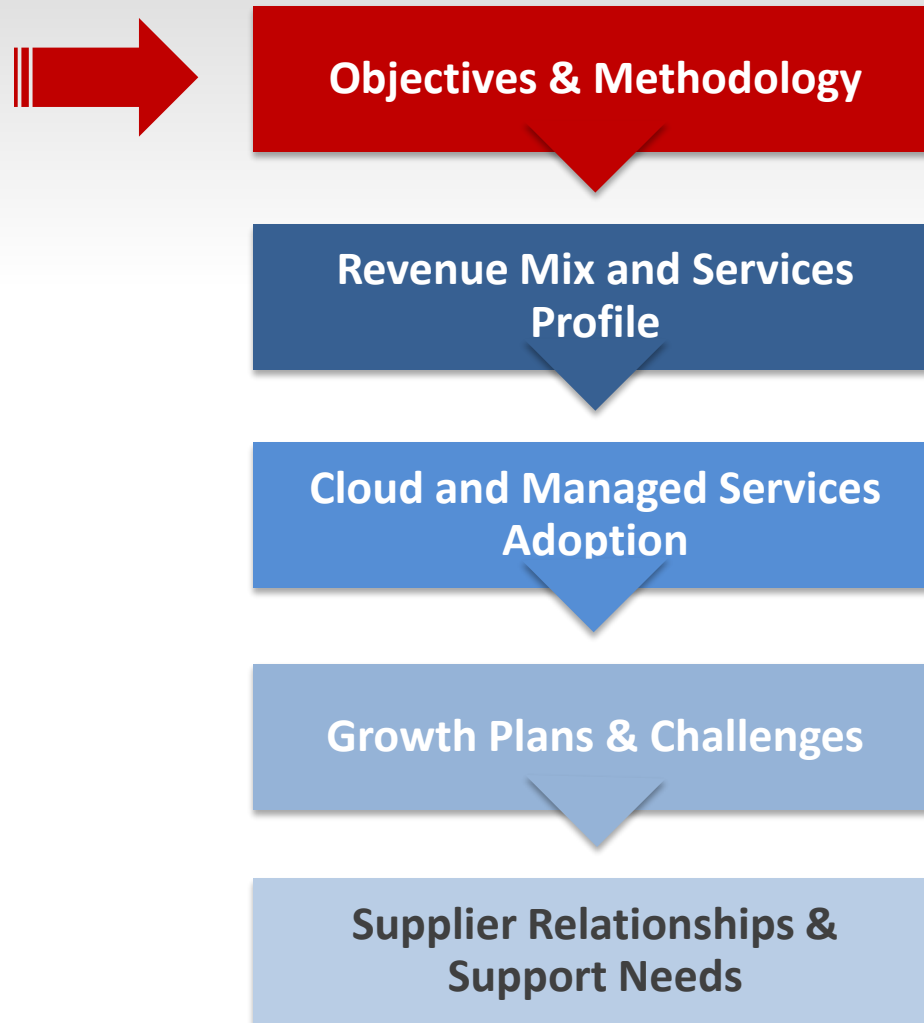 Objectives & Methodology
Revenue Mix and Services
Profile
Cloud and Managed Services
Adoption
Growth Plans & Challenges
Supplier Relationships &
Support Needs